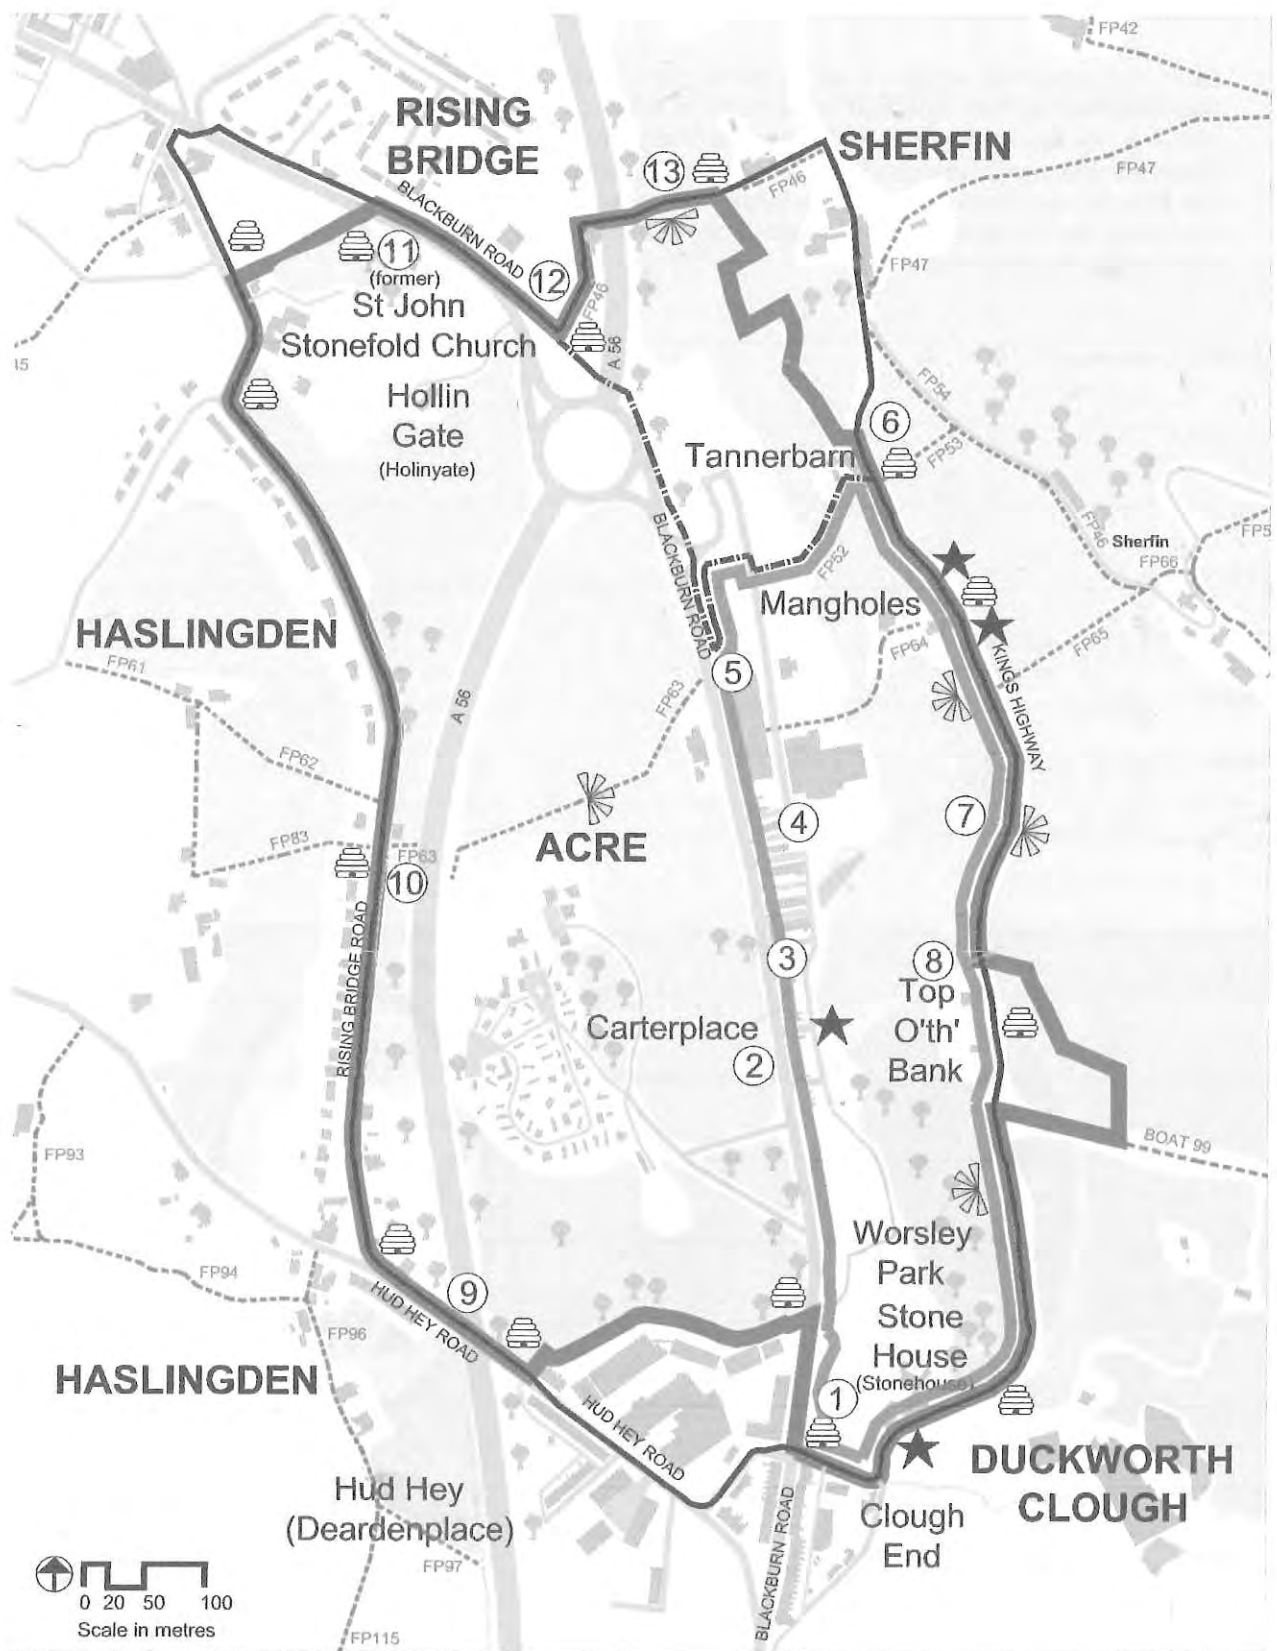 FP42
RISING
BRIDGE
SHERFIN
13
FP46
FP47
BLACKBURN ROAD
11
(former)
St John
Stonefold Church
12
FP46
FP47
A 56
Hollin
Gate
(Holinyate)
FP54
6
Tannerbarn
FP53
BLACKBURN ROAD
FP52
FP46
Sherfin
FP66
Mangholes
HASLINGDEN
FP61
FP64
FP65
5
KINGS HIGHWAY
FP63
A 56
FP62
7
4
ACRE
FP83
FP63
10
RISING BRIDGE ROAD
3
8
Top
O'th'
Bank
Carterplace
2
BOAT 99
FP93
Worsley
Park
FP94
9
HUD HEY ROAD
Stone
House
(Stonehouse)
FP96
HASLINGDEN
1
HUD HEY ROAD
DUCKWORTH
CLOUGH
Hud Hey
(Deardenplace)
Clough
End
BLACKBURN ROAD
FP97
0 20 50 100
Scale in metres
FP115